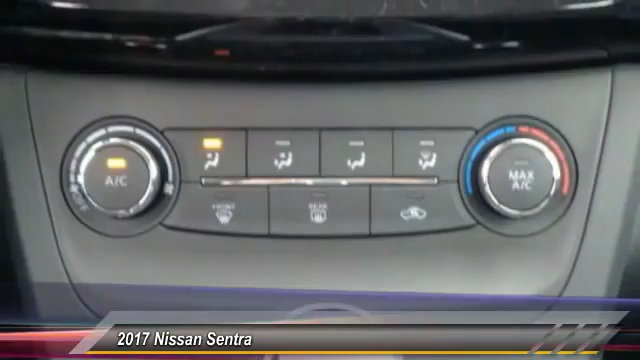 A/C
MAX
A/C
FRONT
REAR
2017 Nissan Sentra